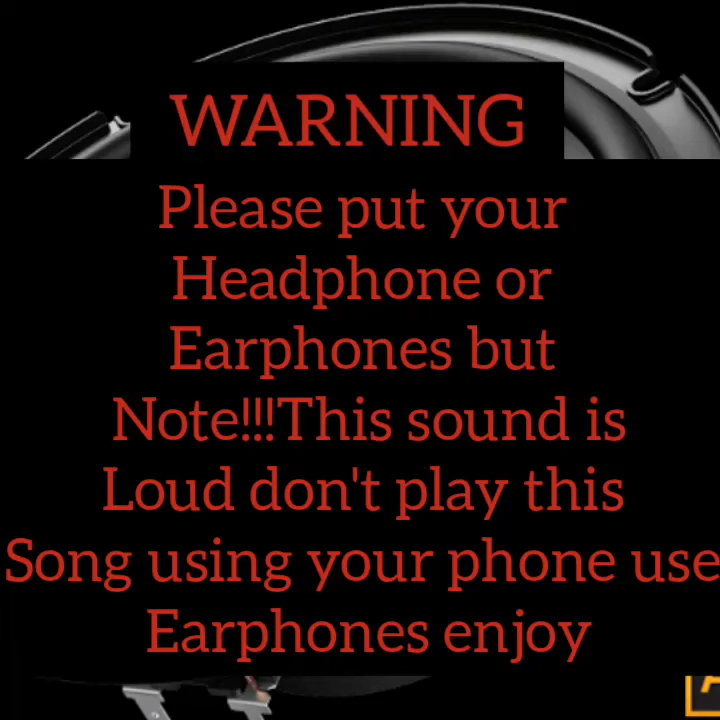 WARNING
Please put your
Headphone or
Earphones but
Note!!!This sound is
Loud don't play this
Song using your phone use
Earphones enjoy